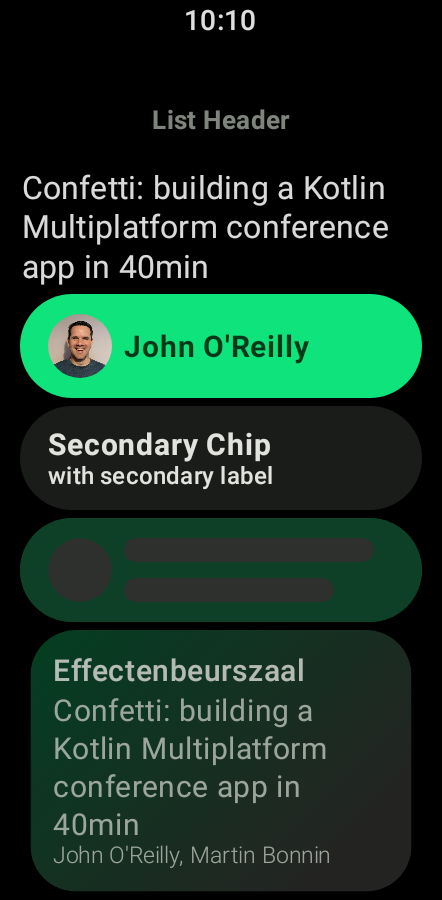 10:10
List Header
Confetti: building a Kotlin
Multiplatform conference
app in 40min
John O'Reilly
Secondary Chip
with secondary label
Effectenbeurszaal
Confetti: building a
Kotlin Multiplatform
conference app in
40min
John O'Reilly, Martin Bonnin